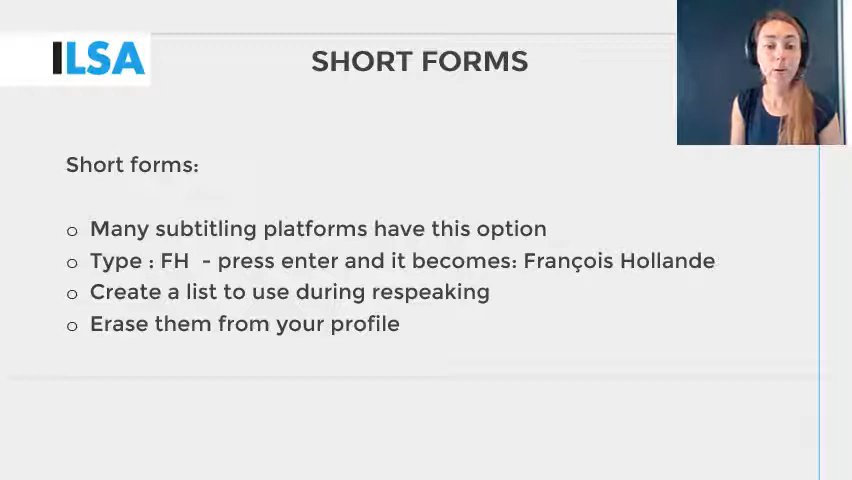 ILSA
SHORT FORMS
Short forms:
o Many subtitling platforms have this option
o Type : FH - press enter and it becomes: François Hollande
o Create a list to use during respeaking
o Erase them from your profile